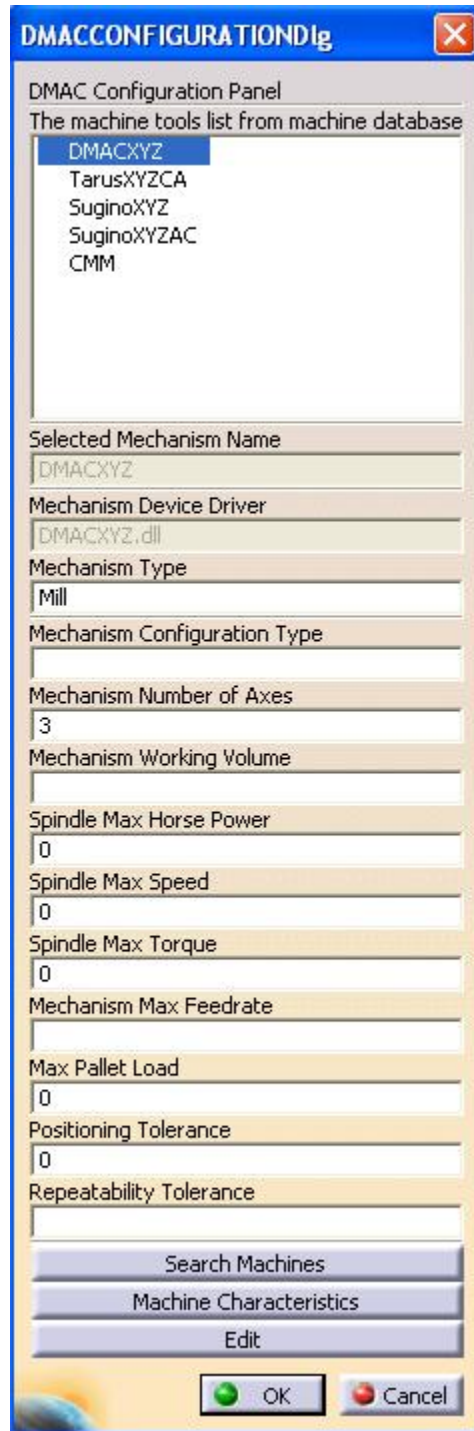 DMACCONFIGURATIONDlg
DMAC Configuration Panel
The machine tools list from machine database
DMACXYZ
TarusXYZCA
SuginoXYZ
SuginoXYZAC
CMM
Selected Mechanism Name
DMACXYZ
Mechanism Device Driver
DMACXYZ.dll
Mechanism Type
Mill
Mechanism Configuration Type
Mechanism Number of Axes
3
Mechanism Working Volume
Spindle Max Horse Power
0
Spindle Max Speed
0
Spindle Max Torque
0
Mechanism Max Feedrate
Max Pallet Load
0
Positioning Tolerance
0
Repeatability Tolerance
Search Machines
Machine Characteristics
Edit
OK Cancel